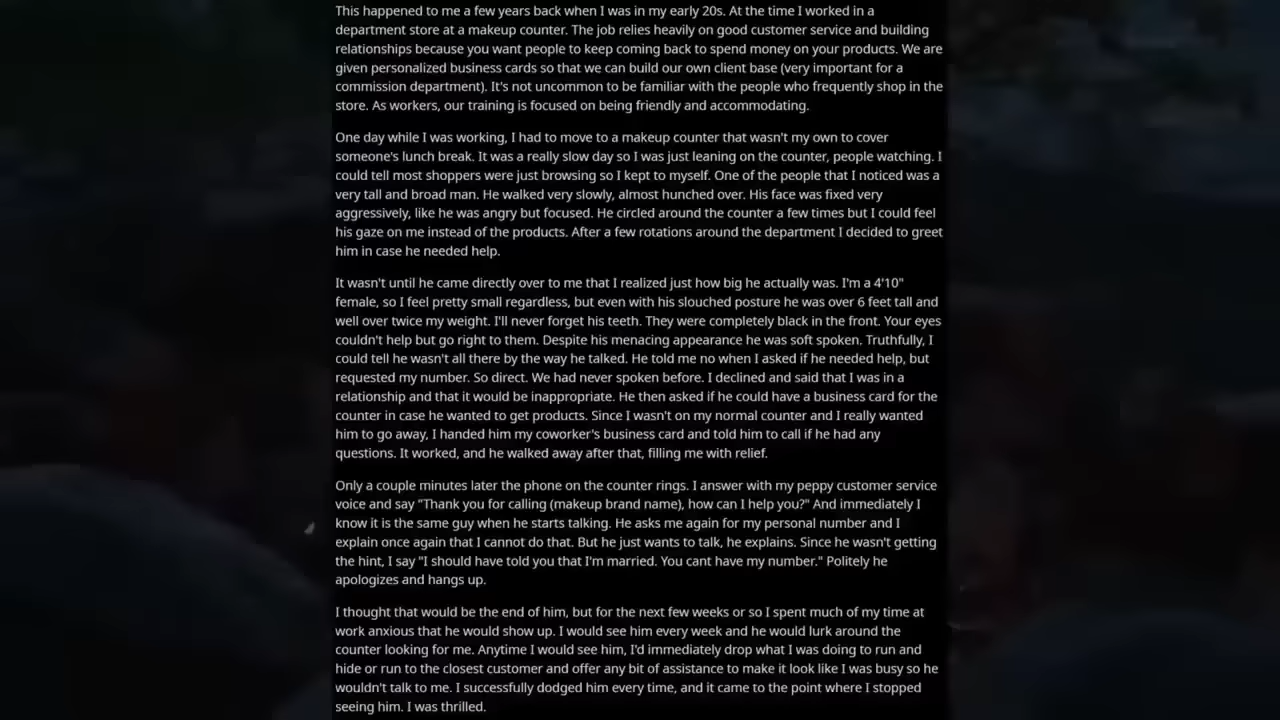 This happened to me a few years back when I was in my early 20s. At the time I worked in a
department store at a makeup counter. The job relies heavily on good customer service and building
relationships because you want people to keep coming back to spend money on your products. We are
given personalized business cards so that we can build our own client base (very important for a
commission department). It's not uncommon to be familiar with the people who frequently shop in the
store. As workers, our training is focused on being friendly and accommodating.
One day while I was working, I had to move to a makeup counter that wasn't my own to cover
someone's lunch break. It was a really slow day so I was just leaning on the counter, people watching. I
could tell most shoppers were just browsing so I kept to myself. One of the people that I noticed was a
very tall and broad man. He walked very slowly, almost hunched over. His face was fixed very
aggressively, like he was angry but focused. He circled around the counter a few times but I could feel
his gaze on me instead of the products. After a few rotations around the department I decided to greet
him in case he needed help.
It wasn't until he came directly over to me that I realized just how big he actually was. I'm a 4'10"
female, so I feel pretty small regardless, but even with his slouched posture he was over 6 feet tall and
well over twice my weight. I'll never forget his teeth. They were completely black in the front. Your eyes
couldn't help but go right to them. Despite his menacing appearance he was soft spoken. Truthfully, I
could tell he wasn't all there by the way he talked. He told me no when I asked if he needed help, but
requested my number. So direct. We had never spoken before. I declined and said that I was in a
relationship and that it would be inappropriate. He then asked if he could have a business card for the
counter in case he wanted to get products. Since I wasn't on my normal counter and I really wanted
him to go away, I handed him my coworker's business card and told him to call if he had any
questions. It worked, and he walked away after that, filling me with relief.
Only a couple minutes later the phone on the counter rings. I answer with my peppy customer service
voice and say "Thank you for calling (makeup brand name), how can I help you?" And immediately I
know it is the same guy when he starts talking. He asks me again for my personal number and I
explain once again that I cannot do that. But he just wants to talk, he explains. Since he wasn't getting
the hint, I say "I should have told you that I'm married. You cant have my number." Politely he
apologizes and hangs up.
I thought that would be the end of him, but for the next few weeks or so I spent much of my time at
work anxious that he would show up. I would see him every week and he would lurk around the
counter looking for me. Anytime I would see him, I'd immediately drop what I was doing to run and
hide or run to the closest customer and offer any bit of assistance to make it look like I was busy so he
wouldn't talk to me. I successfully dodged him every time, and it came to the point where I stopped
seeing him. I was thrilled.